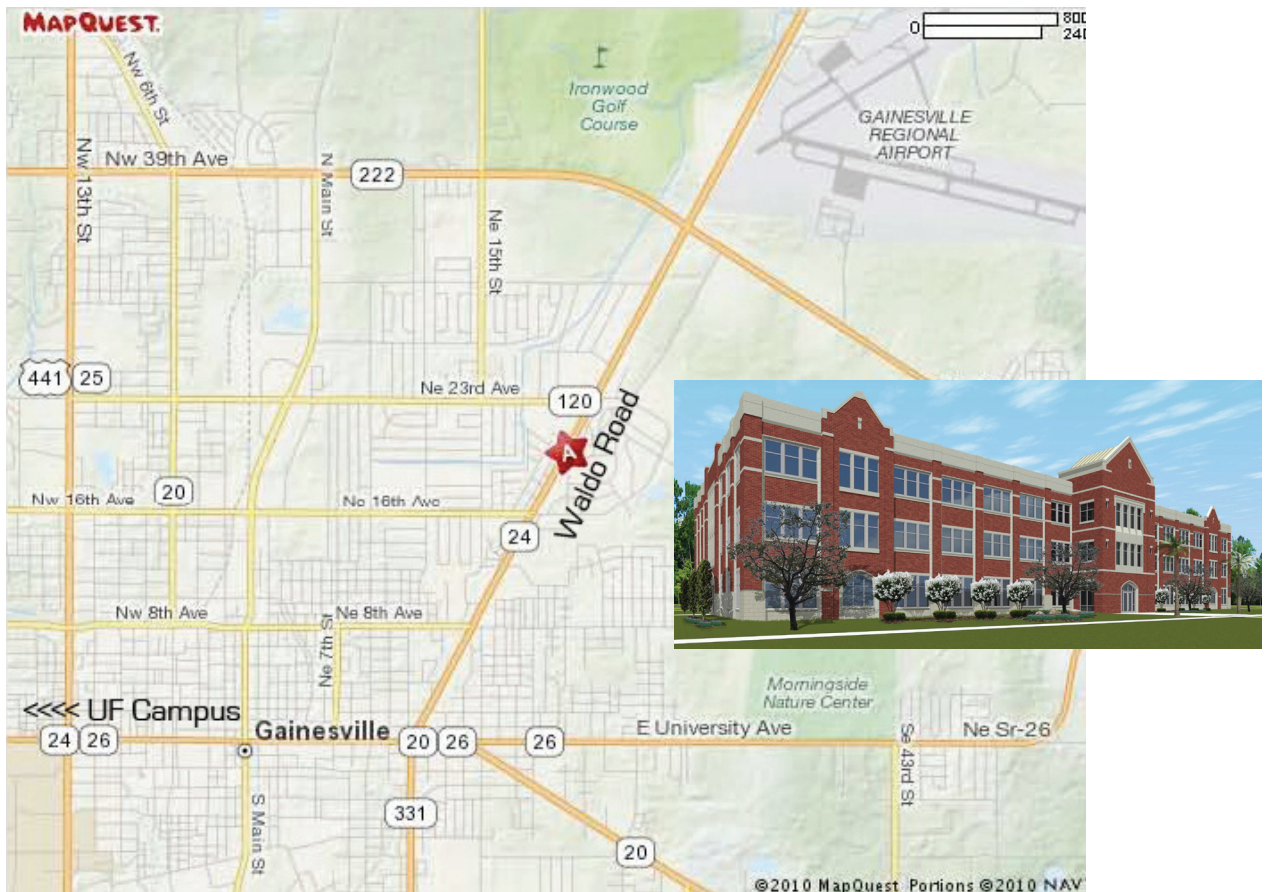 MAPQUEST.
0
800
240
Nw 6th St
Ironwood
Golf
Course
GAINESVILLE
REGIONAL
AIRPORT
Nw 39th Ave
222
Nw 13th St
N Main St
Ne 15th St
441
25
Ne 23rd Ave
120
A
Waldo Road
Nw 16th Ave
20
Ne 16th Ave
24
Nw 8th Ave
Ne 8th Ave
Ne 7th St
Morningside
Nature Center
<<<< UF Campus
Gainesville
24
26
20
26
26
E University Ave
Ne Sr-26
Se 43rd St
331
S Main St
20
©2010 MapQuest Portions ©2010 NAV